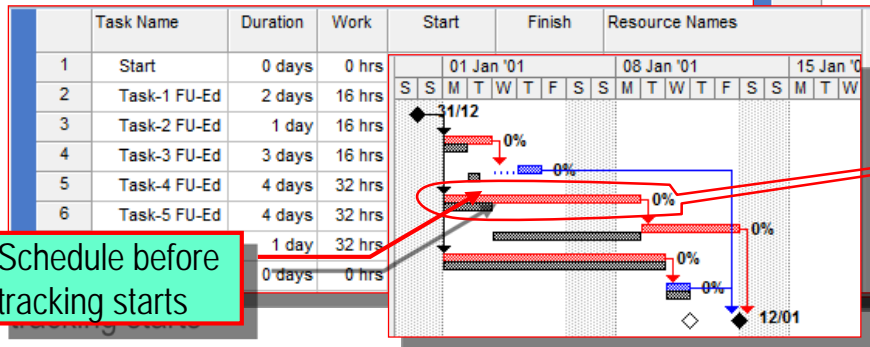 Task Name Duration Work Start Finish Resource Names
1 Start 0 days 0 hrs
2 Task-1 FU-Ed 2 days 16 hrs
3 Task-2 FU-Ed 1 day 16 hrs
4 Task-3 FU-Ed 3 days 16 hrs
5 Task-4 FU-Ed 4 days 32 hrs
6 Task-5 FU-Ed 4 days 32 hrs
1 day 32 hrs
0 days 0 hrs
01 Jan '01 08 Jan '01 15 Jan '0
S S M T W T F S S M T W T F S S M T W
31/12
0%
0%
0%
0%
0%
0%
12/01
Schedule before
tracking starts